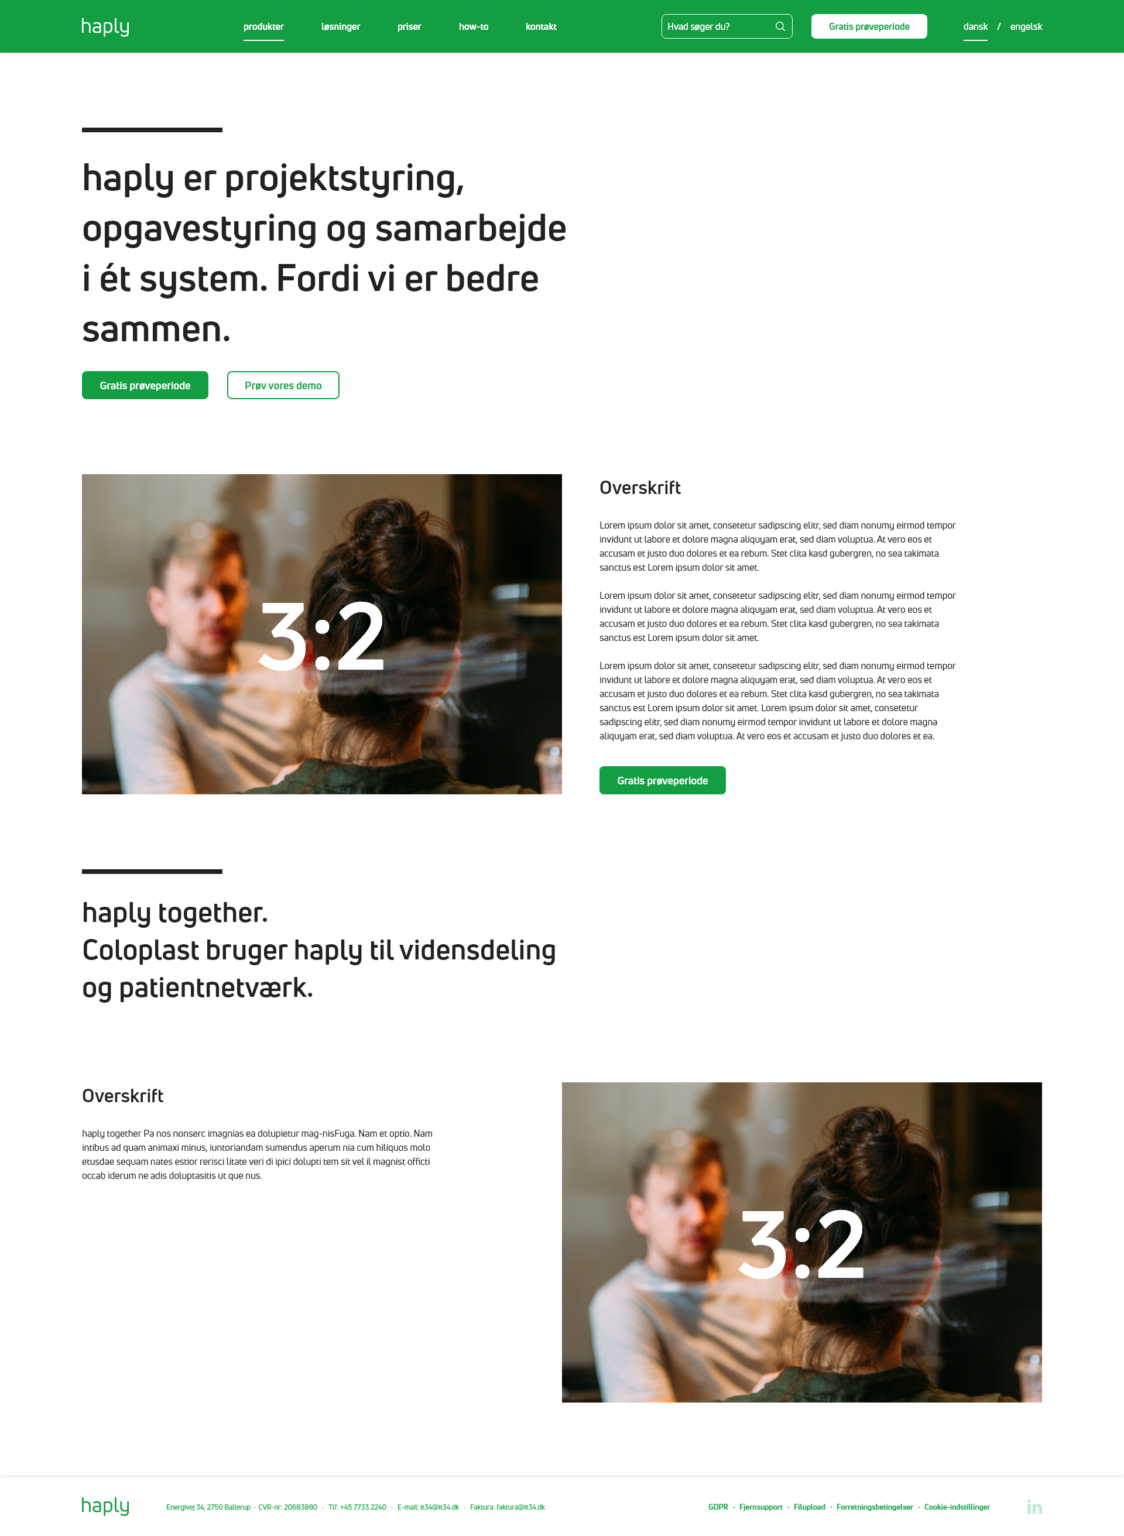 haply
produkter
løsninger
priser
how-to
kontakt
Hvad søger du?
Gratis prøveperiode
dansk / engelsk
haply er projektstyring,
opgavestyring og samarbejde
i ét system. Fordi vi er bedre
sammen.
Gratis prøveperiode
Prøv vores demo
3:2
Overskrift
Lorem ipsum dolor sit amet, consetetur sadipscing elitr, sed diam nonumy eirmod tempor
invidunt ut labore et dolore magna aliquyam erat, sed diam voluptua. At vero eos et
accusam et justo duo dolores et ea rebum. Stet clita kasd gubergren, no sea takimata
sanctus est Lorem ipsum dolor sit amet.
Lorem ipsum dolor sit amet, consetetur sadipscing elitr, sed diam nonumy eirmod tempor
invidunt ut labore et dolore magna aliquyam erat, sed diam voluptua. At vero eos et
accusam et justo duo dolores et ea rebum. Stet clita kasd gubergren, no sea takimata
sanctus est Lorem ipsum dolor sit amet.
Lorem ipsum dolor sit amet, consetetur sadipscing elitr, sed diam nonumy eirmod tempor
invidunt ut labore et dolore magna aliquyam erat, sed diam voluptua. At vero eos et
accusam et justo duo dolores et ea rebum. Stet clita kasd gubergren, no sea takimata
sanctus est Lorem ipsum dolor sit amet. Lorem ipsum dolor sit amet, consetetur
sadipscing elitr, sed diam nonumy eirmod tempor invidunt ut labore et dolore magna
aliquyam erat, sed diam voluptua. At vero eos et accusam et justo duo dolores et ea.
Gratis prøveperiode
haply together.
Coloplast bruger haply til vidensdeling
og patientnetværk.
Overskrift
haply together Pa nos nonserc imagnias ea dolupietur mag-nisFuga. Nam et optio. Nam
intibus ad quam animaxi minus, iuntoriandam sumendus aperum nia cum hiliquos molo
etusdae sequam nates estior rerisci litate veri di ipici dolupti tem sit vel il magnist officti
occab iderum ne adis doluptasitis ut que nus.
3:2
haply
Energivej 34, 2750 Ballerup · CVR-nr: 20683880 · Tlf: +45 7733 2240 · E-mail: it34@it34.dk · Faktura: faktura@it34.dk
GDPR · Fjernsupport · Filupload · Forretningsbetingelser · Cookie-indstillinger
in